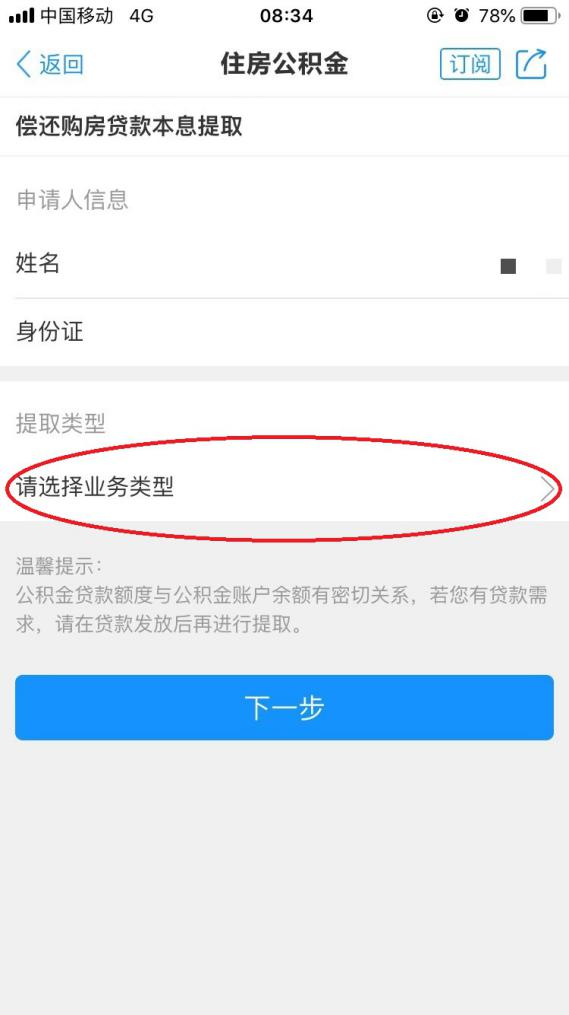 中国移动 4G 08:34 78%
返回 住房公积金 订阅
偿还购房贷款本息提取
申请人信息
姓名
身份证
提取类型
请选择业务类型
温馨提示：
公积金贷款额度与公积金账户余额有密切关系，若您有贷款需
求，请在贷款发放后再进行提取。
下一步